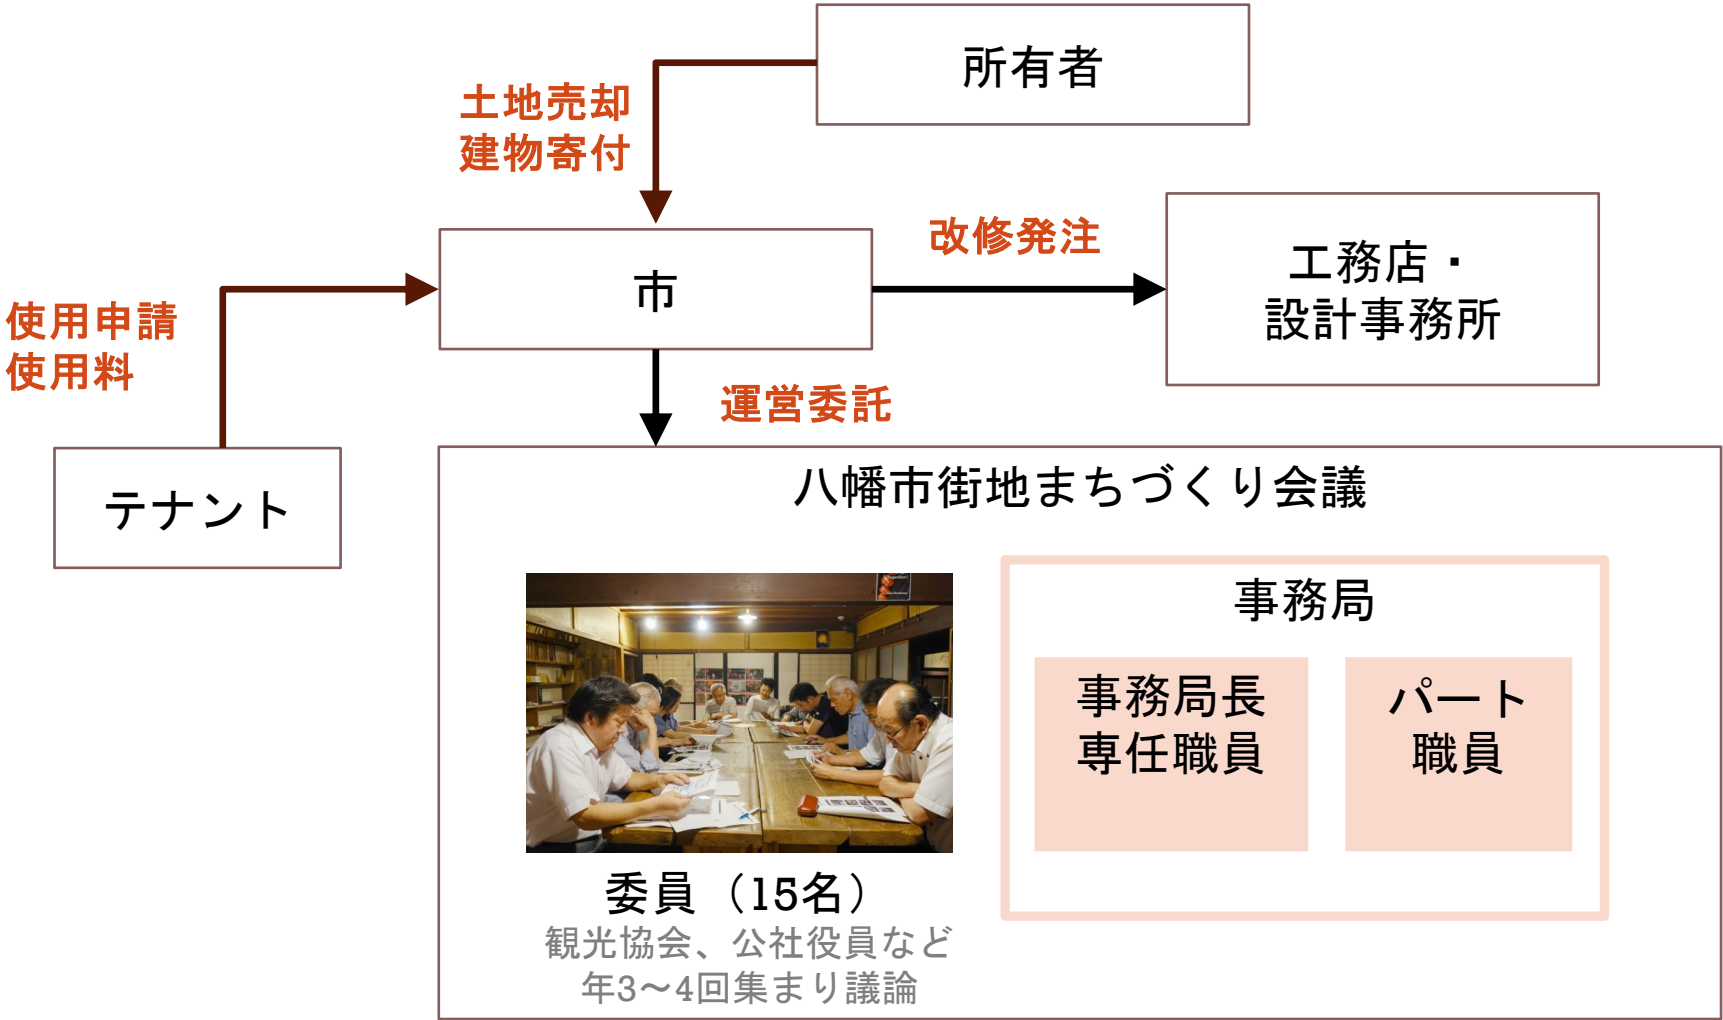 所有者
土地売却
建物寄付
市
改修発注
工務店・
設計事務所
使用申請
使用料
テナント
運営委託
八幡市街地まちづくり会議
事務局
事務局長
専任職員
パート
職員
委員（15名）
観光協会、公社役員など
年3～4回集まり議論